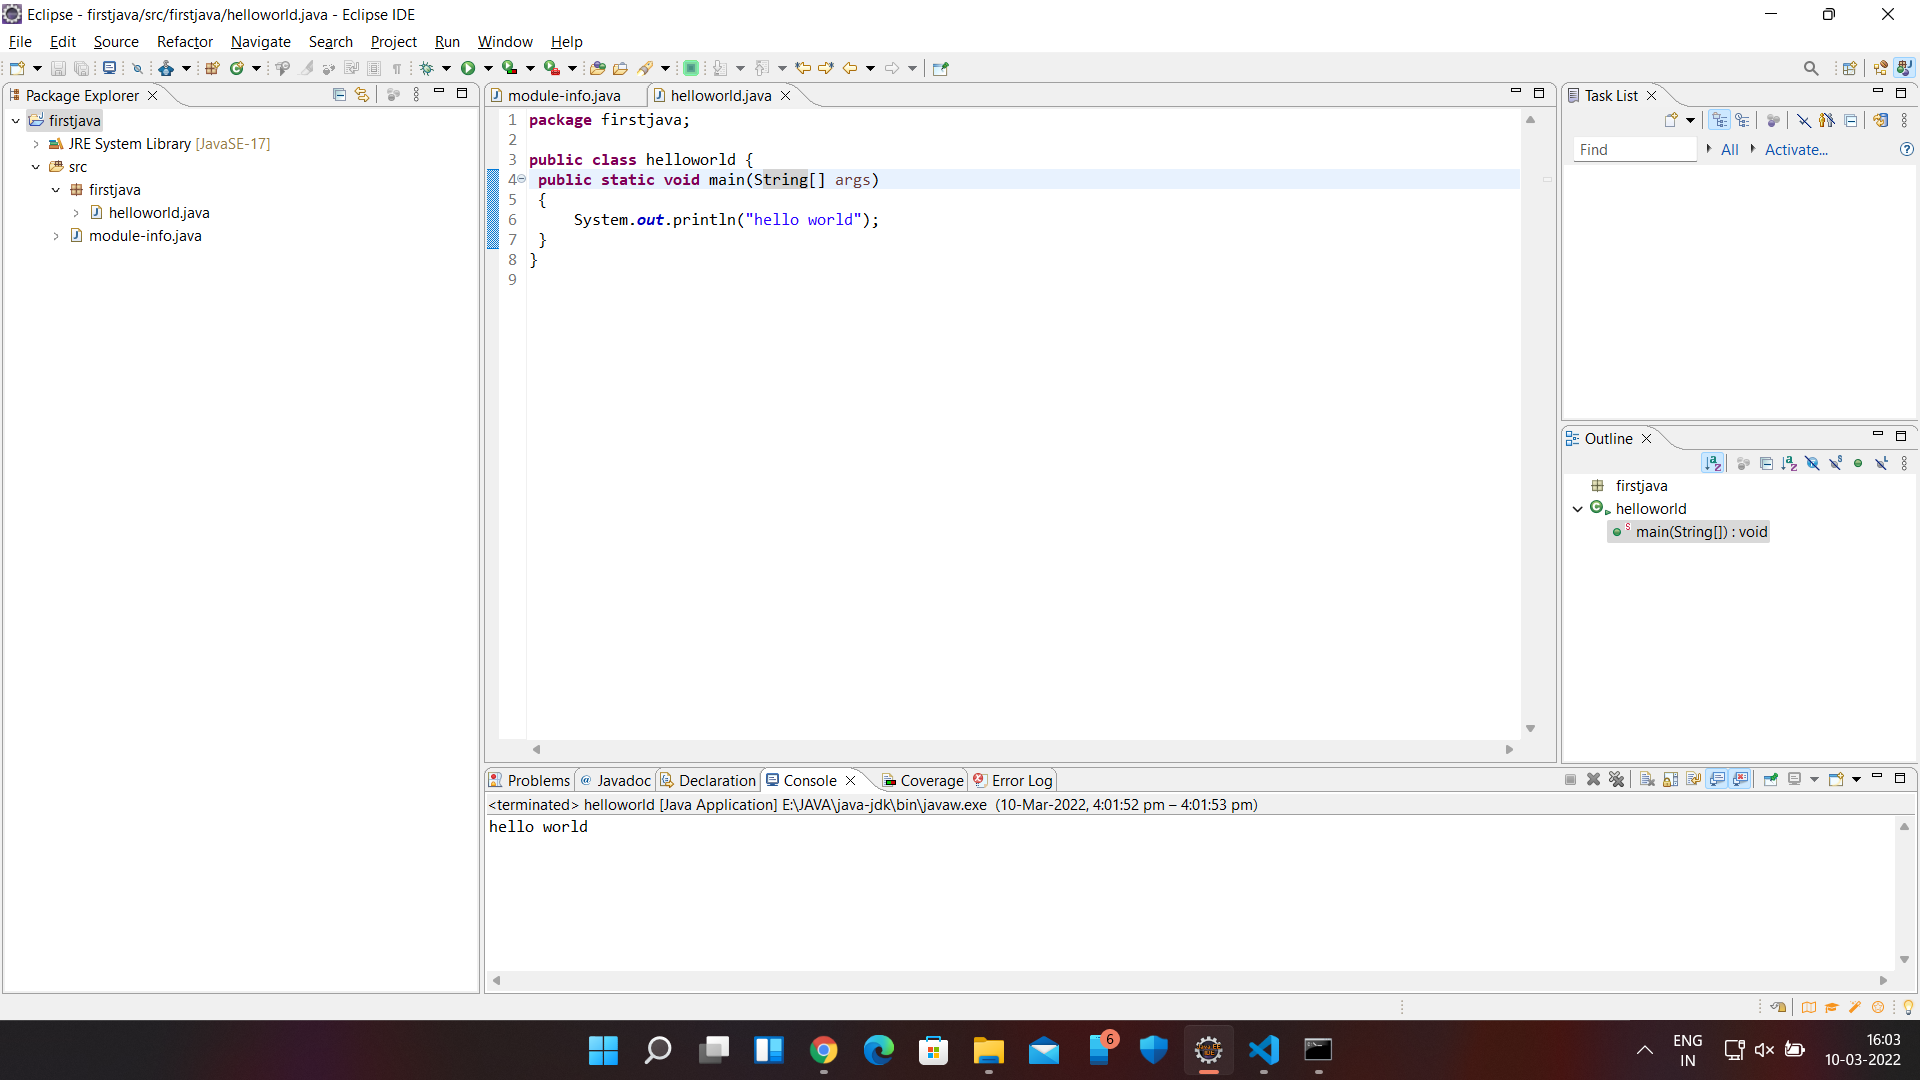 Eclipse - firstjava/src/firstjava/helloworld.java - Eclipse IDE
File Edit Source Refactor Navigate Search Project Run Window Help
Package Explorer
firstjava
JRE System Library [JavaSE-17]
src
firstjava
helloworld.java
module-info.java
module-info.java helloworld.java
1 package firstjava;
2
3 public class helloworld {
4 public static void main(String[] args)
5 {
6 System.out.println("hello world");
7 }
8 }
9
Task List
Find All Activate...
Outline
firstjava
helloworld
main(String[]) : void
Problems Javadoc Declaration Console Coverage Error Log
<terminated> helloworld [Java Application] E:\JAVA\java-jdk\bin\javaw.exe (10-Mar-2022, 4:01:52 pm – 4:01:53 pm)
hello world
6
ENG
IN
16:03
10-03-2022